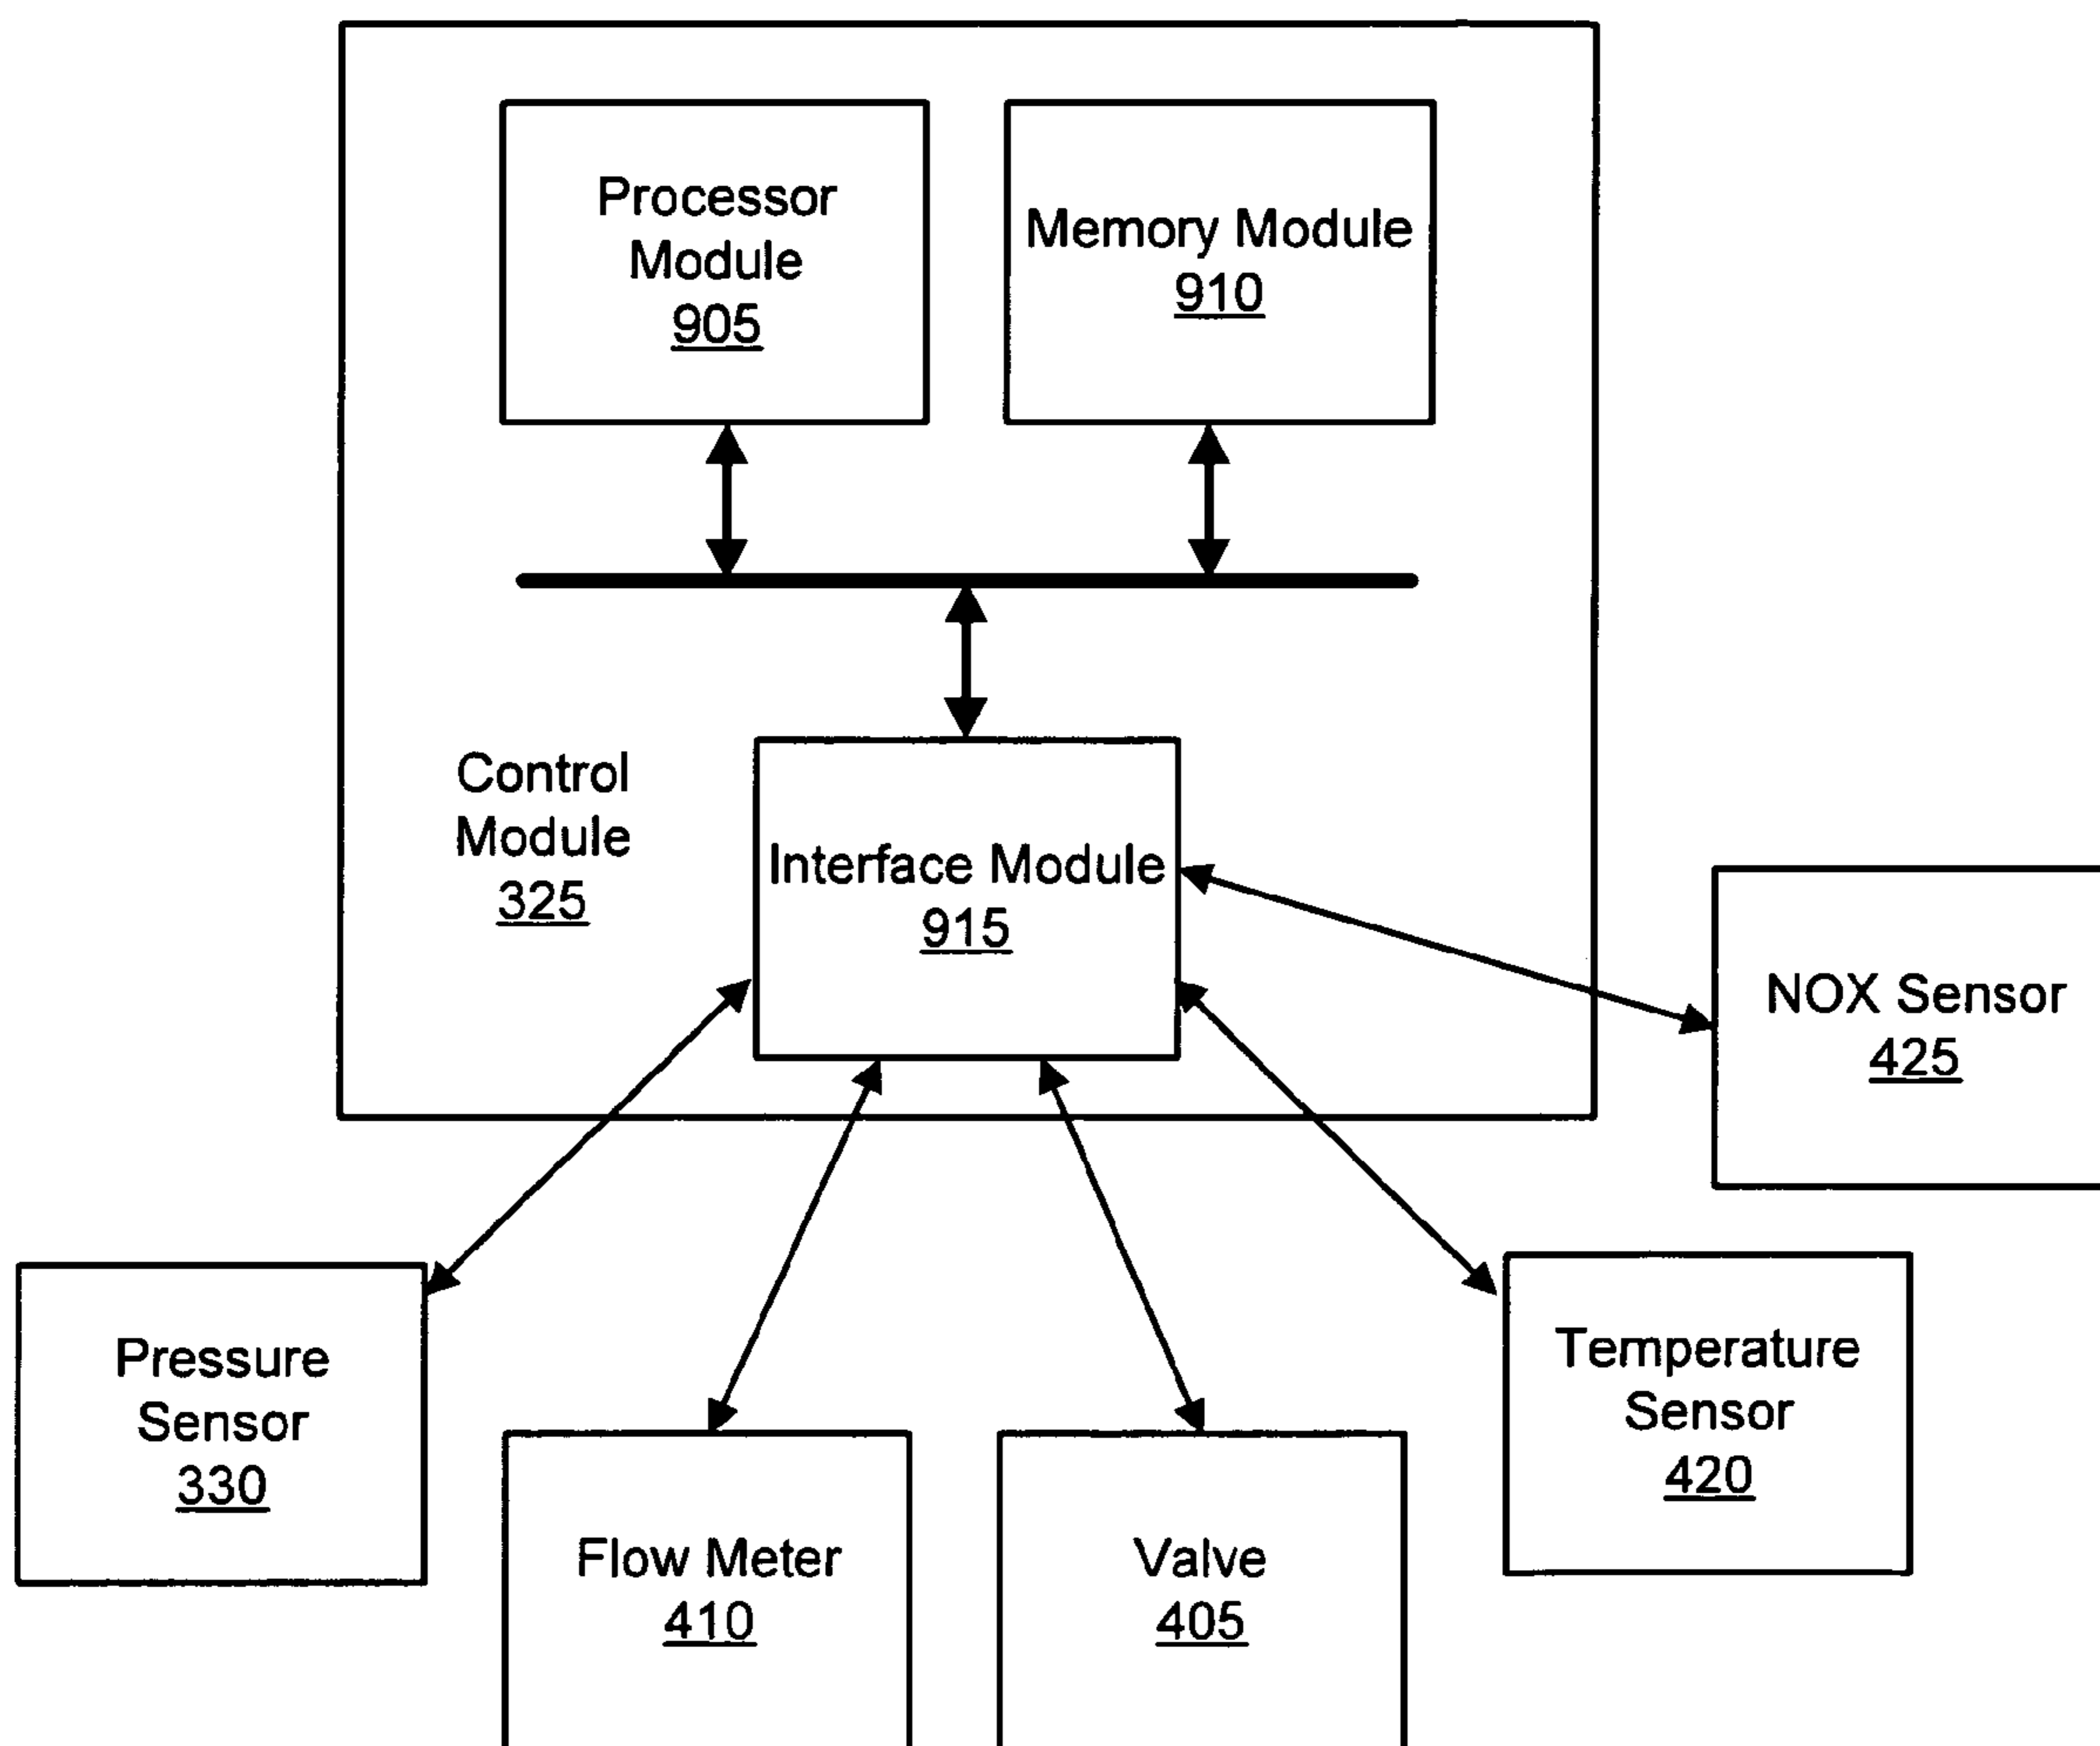 Processor
Module
905
Memory Module
910
Control
Module
325
Interface Module
915
NOX Sensor
425
Pressure
Sensor
330
Flow Meter
410
Valve
405
Temperature
Sensor
420